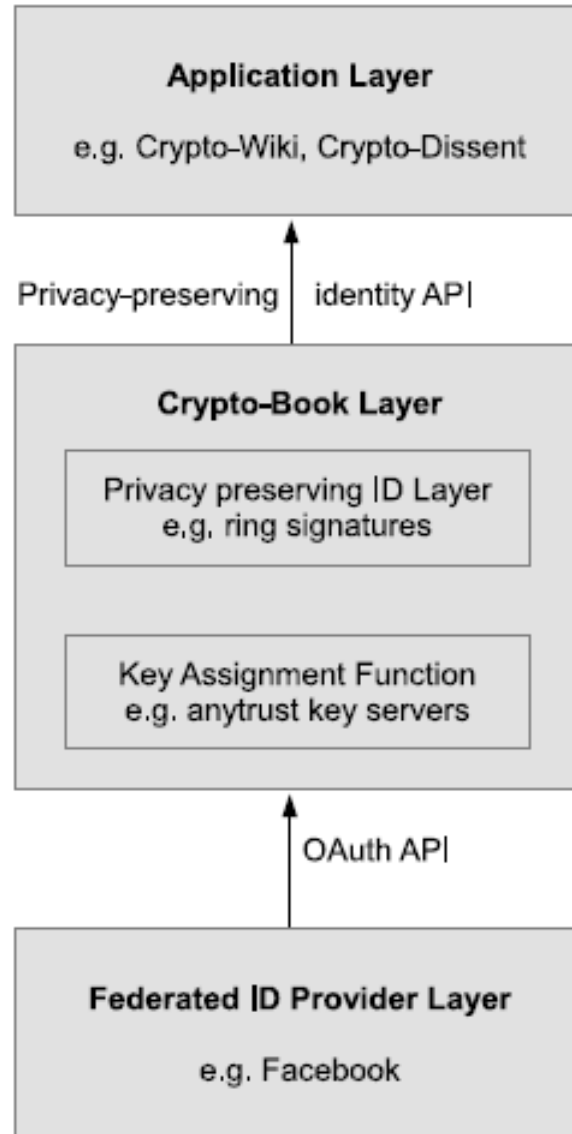 Application Layer
e.g. Crypto-Wiki, Crypto-Dissent
Privacy-preserving identity API
Crypto-Book Layer
Privacy preserving ID Layer
e.g. ring signatures
Key Assignment Function
e.g. anytrust key servers
OAuth API
Federated ID Provider Layer
e.g. Facebook